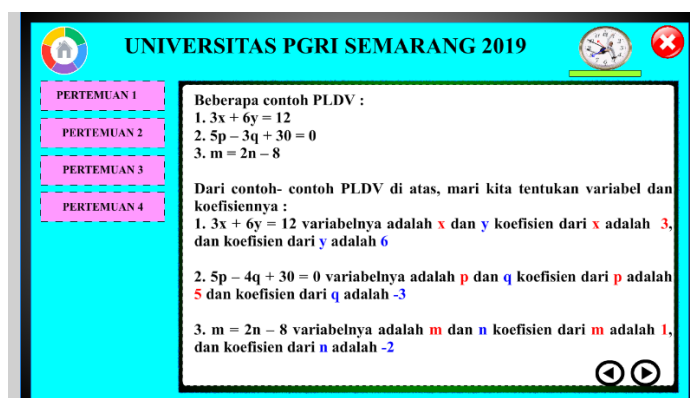 UNIVERSITAS PGRI SEMARANG 2019
PERTEMUAN 1
PERTEMUAN 2
PERTEMUAN 3
PERTEMUAN 4
Beberapa contoh PLDV :
1. 3x + 6y = 12
2. 5p – 3q + 30 = 0
3. m = 2n – 8
Dari contoh- contoh PLDV di atas, mari kita tentukan variabel dan
koefisiennya :
1. 3x + 6y = 12 variabelnya adalah x dan y koefisien dari x adalah 3,
dan koefisien dari y adalah 6
2. 5p – 4q + 30 = 0 variabelnya adalah p dan q koefisien dari p adalah
5 dan koefisien dari q adalah -3
3. m = 2n – 8 variabelnya adalah m dan n koefisien dari m adalah 1,
dan koefisien dari n adalah -2